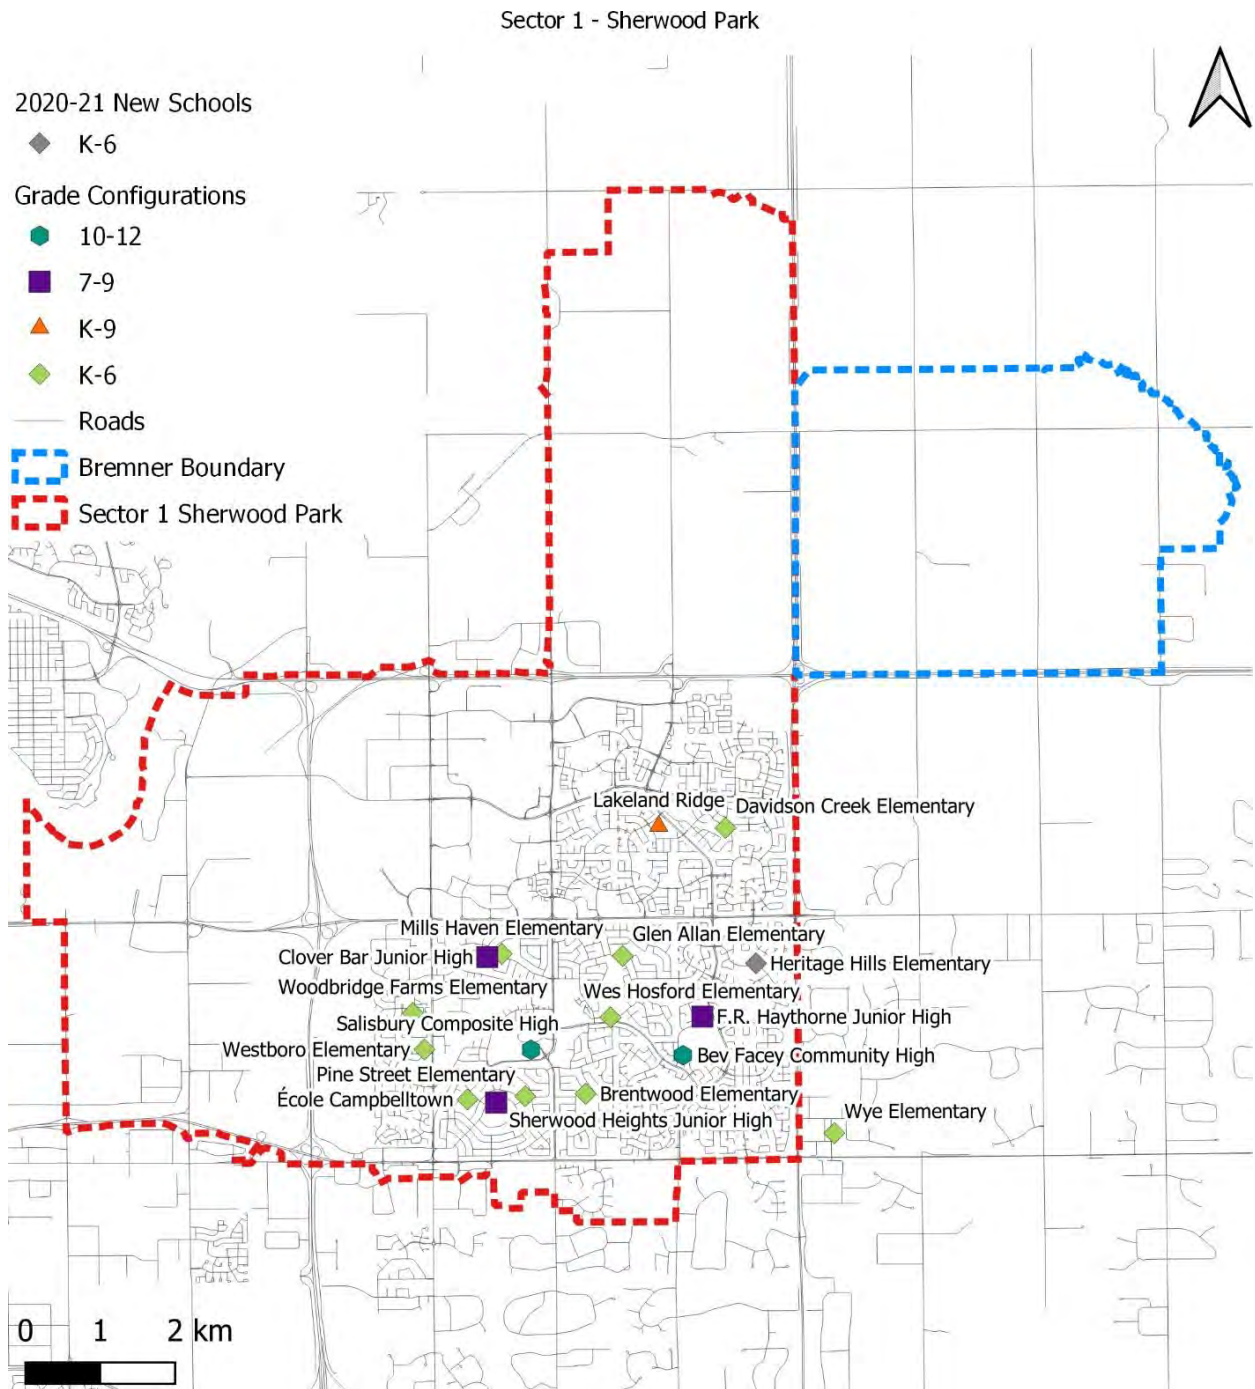 Sector 1 - Sherwood Park
2020-21 New Schools
K-6
Grade Configurations
10-12
7-9
K-9
K-6
Roads
Bremner Boundary
Sector 1 Sherwood Park
Lakeland Ridge
Davidson Creek Elementary
Mills Haven Elementary
Glen Allan Elementary
Clover Bar Junior High
Heritage Hills Elementary
Woodbridge Farms Elementary
Wes Hosford Elementary
Salisbury Composite High
F.R. Haythorne Junior High
Westboro Elementary
Bev Facey Community High
Pine Street Elementary
École Campbelltown
Brentwood Elementary
Wye Elementary
Sherwood Heights Junior High
0 1 2 km